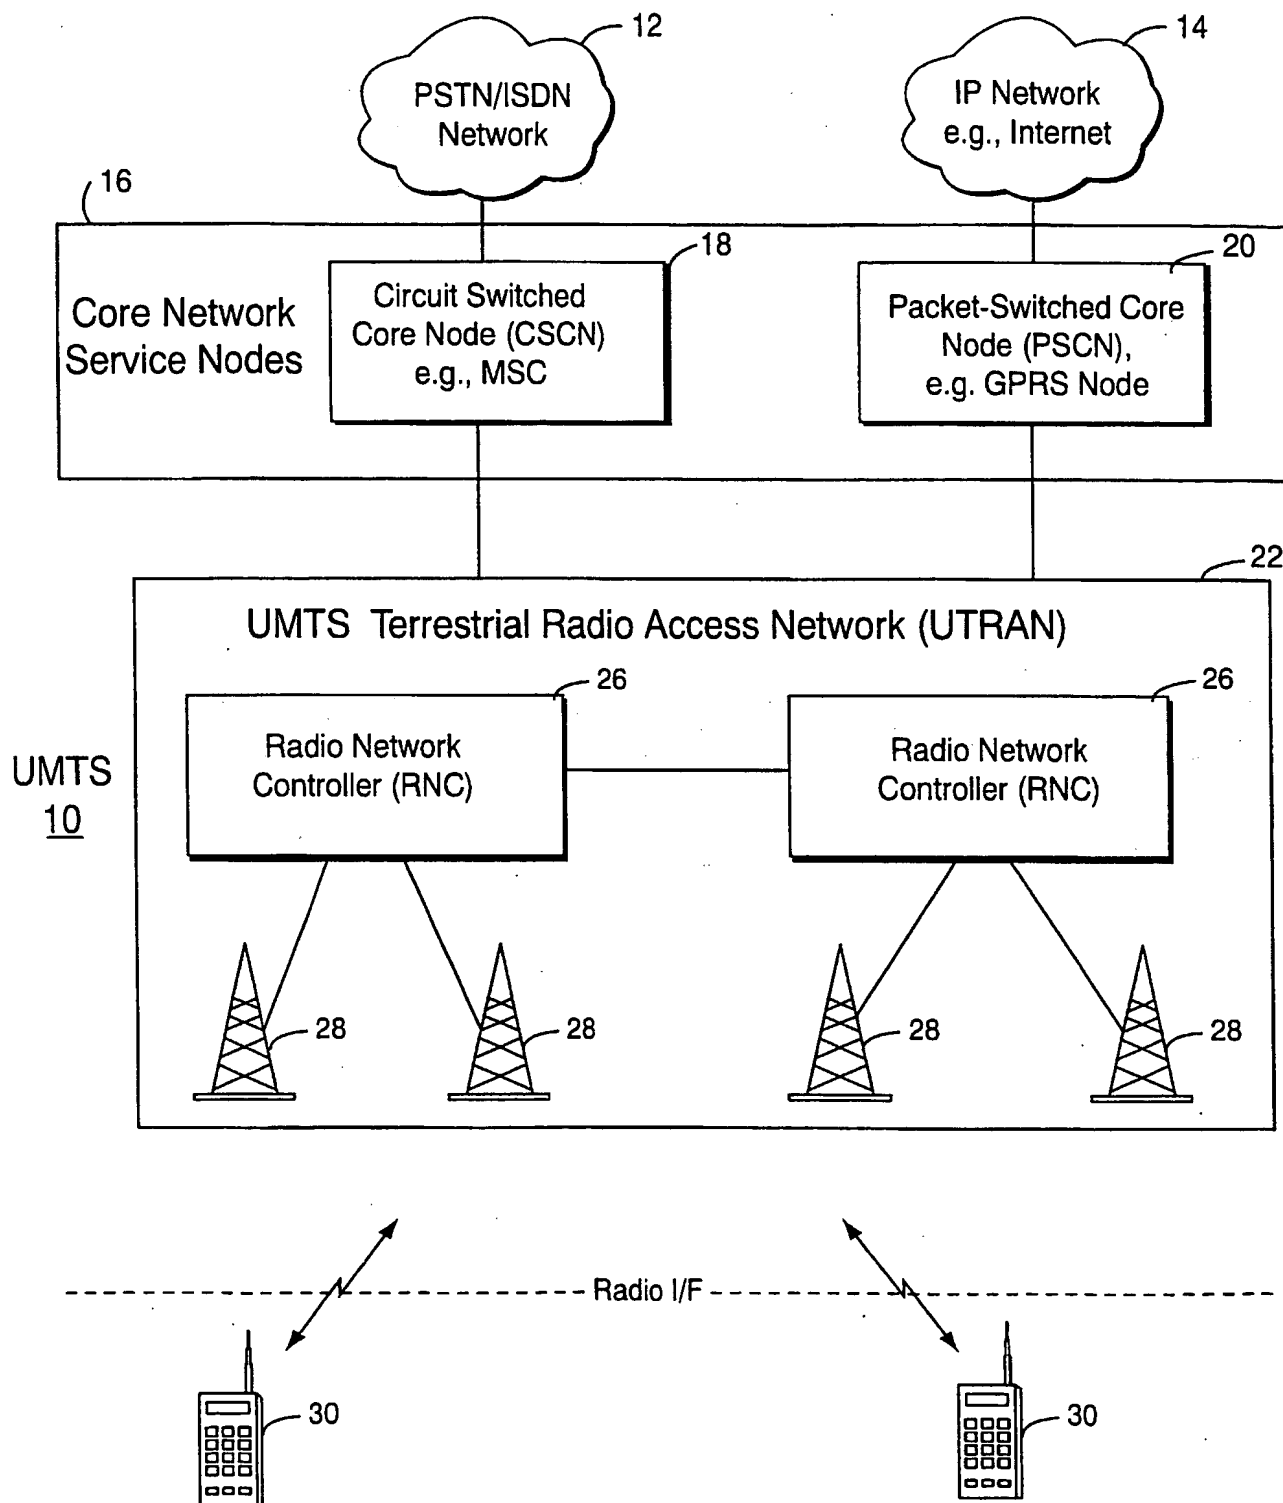 12
14
PSTN/ISDN
Network
IP Network
e.g., Internet
16
18
20
Core Network
Service Nodes
Circuit Switched
Core Node (CSCN)
e.g., MSC
Packet-Switched Core
Node (PSCN),
e.g. GPRS Node
22
UMTS Terrestrial Radio Access Network (UTRAN)
26
26
Radio Network
Controller (RNC)
Radio Network
Controller (RNC)
UMTS
10
28
28
28
28
Radio I/F
30
30